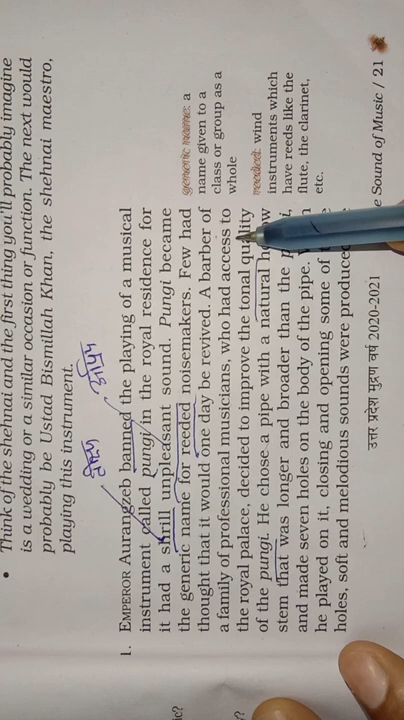 • Think of the shehnai and the first thing you'll probably imagine
is a wedding or a similar occasion or function. The next would
probably be Ustad Bismillah Khan, the shehnai maestro,
playing this instrument.
तीक्ष्ण अप्रिय
1. EMPEROR Aurangzeb banned the playing of a musical
instrument called pungi in the royal residence for
it had a shrill unpleasant sound. Pungi became
the generic name for reeded noisemakers. Few had
thought that it would one day be revived. A barber of
a family of professional musicians, who had access to
the royal palace, decided to improve the tonal quality
of the pungi. He chose a pipe with a natural
stem that was longer and broader than the
and made seven holes on the body of the pipe.
he played on it, closing and opening some of
holes, soft and melodious sounds were produced
generic name: a
name given to a
class or group as a
whole
reeded: wind
instruments which
have reeds like the
flute, the clarinet,
etc.
Sound of Music / 21
उत्तर प्रदेश मुद्रण वर्ष 2020-2021
ic?
?